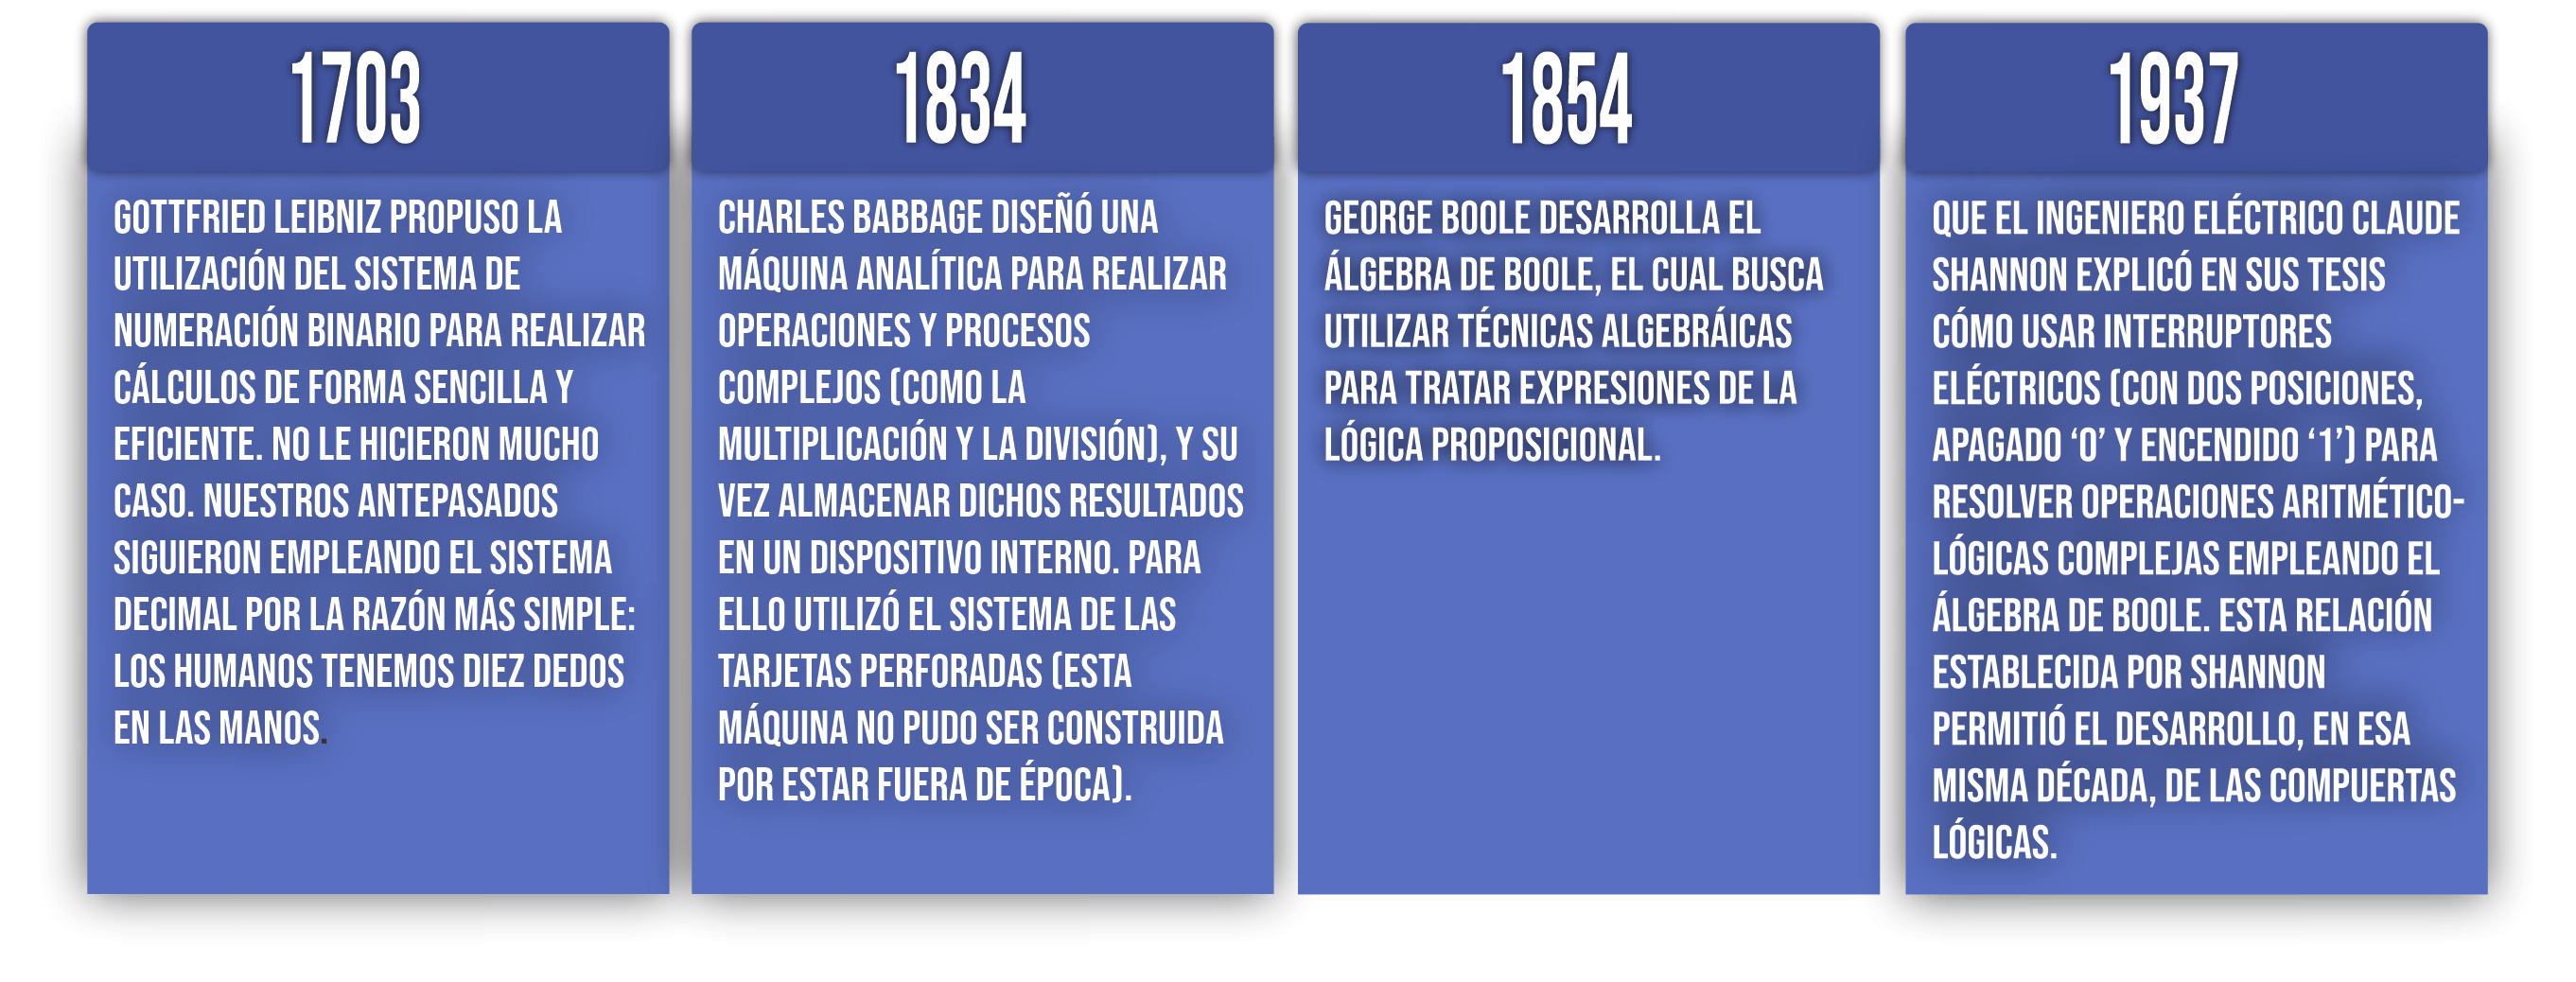 1703
GOTTFRIED LEIBNIZ PROPUSO LA
UTILIZACIÓN DEL SISTEMA DE
NUMERACIÓN BINARIO PARA REALIZAR
CÁLCULOS DE FORMA SENCILLA Y
EFICIENTE. NO LE HICIERON MUCHO
CASO. NUESTROS ANTEPASADOS
SIGUIERON EMPLEANDO EL SISTEMA
DECIMAL POR LA RAZÓN MÁS SIMPLE:
LOS HUMANOS TENEMOS DIEZ DEDOS
EN LAS MANOS.
1834
CHARLES BABBAGE DISEÑÓ UNA
MÁQUINA ANALÍTICA PARA REALIZAR
OPERACIONES Y PROCESOS
COMPLEJOS (COMO LA
MULTIPLICACIÓN Y LA DIVISIÓN), Y SU
VEZ ALMACENAR DICHOS RESULTADOS
EN UN DISPOSITIVO INTERNO. PARA
ELLO UTILIZÓ EL SISTEMA DE LAS
TARJETAS PERFORADAS (ESTA
MÁQUINA NO PUDO SER CONSTRUIDA
POR ESTAR FUERA DE ÉPOCA).
1854
GEORGE BOOLE DESARROLLA EL
ÁLGEBRA DE BOOLE, EL CUAL BUSCA
UTILIZAR TÉCNICAS ALGEBRÁICAS
PARA TRATAR EXPRESIONES DE LA
LÓGICA PROPOSICIONAL.
1937
QUE EL INGENIERO ELÉCTRICO CLAUDE
SHANNON EXPLICÓ EN SUS TESIS
CÓMO USAR INTERRUPTORES
ELÉCTRICOS (CON DOS POSICIONES,
APAGADO ‘0’ Y ENCENDIDO ‘1’) PARA
RESOLVER OPERACIONES ARITMÉTICO-
LÓGICAS COMPLEJAS EMPLEANDO EL
ÁLGEBRA DE BOOLE. ESTA RELACIÓN
ESTABLECIDA POR SHANNON
PERMITIÓ EL DESARROLLO, EN ESA
MISMA DÉCADA, DE LAS COMPUERTAS
LÓGICAS.